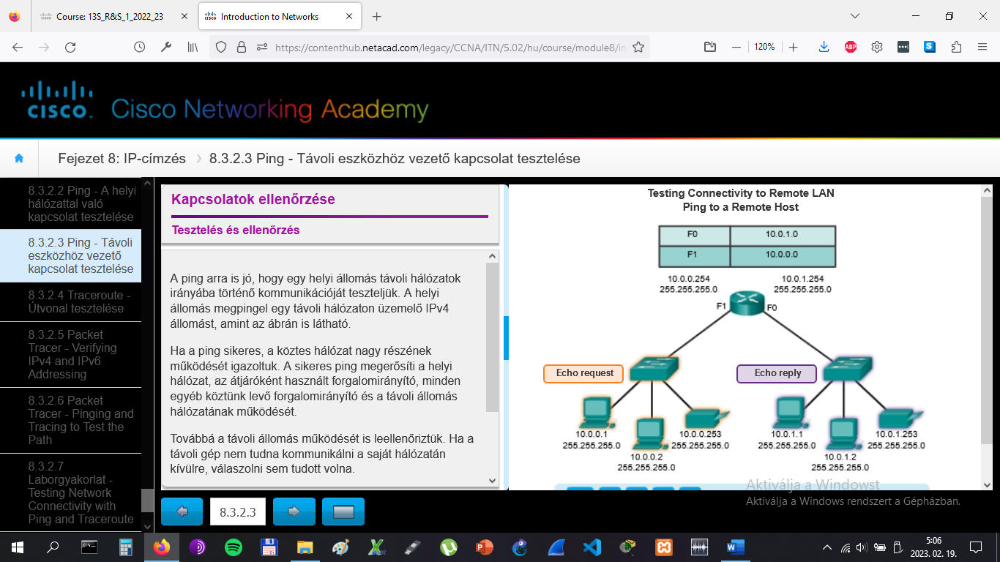 Course: 13S_R&S_1_2022_23
Introduction to Networks
https://contenthub.netacad.com/legacy/CCNA/ITN/5.02/hu/course/module8/in
120%
ABP
CISCO
Cisco Networking Academy
Fejezet 8: IP-címzés
8.3.2.3 Ping - Távoli eszközhöz vezető kapcsolat tesztelése
8.3.2.2 Ping - A helyi
hálózattal való
kapcsolat tesztelése
8.3.2.3 Ping - Távoli
eszközhöz vezető
kapcsolat tesztelése
8.3.2.4 Traceroute -
Útvonal tesztelése
8.3.2.5 Packet
Tracer - Verifying
IPv4 and IPv6
Addressing
8.3.2.6 Packet
Tracer - Pinging and
Tracing to Test the
Path
8.3.2.7
Laborgyakorlat -
Testing Network
Connectivity with
Ping and Traceroute
Kapcsolatok ellenőrzése
Tesztelés és ellenőrzés
A ping arra is jó, hogy egy helyi állomás távoli hálózatok
irányába történő kommunikációját teszteljük. A helyi
állomás megpingel egy távoli hálózaton üzemelő IPv4
állomást, amint az ábrán is látható.
Ha a ping sikeres, a köztes hálózat nagy részének
működését igazoltuk. A sikeres ping megerősíti a helyi
hálózat, az átjáróként használt forgalomirányító, minden
egyéb köztünk levő forgalomirányító és a távoli állomás
hálózatának működését.
Továbbá a távoli állomás működését is leellenőriztük. Ha a
távoli gép nem tudna kommunikálni a saját hálózatán
kívülre, válaszolni sem tudott volna.
8.3.2.3
Testing Connectivity to Remote LAN
Ping to a Remote Host
F0 10.0.1.0
F1 10.0.0.0
10.0.0.254
255.255.255.0
10.0.1.254
255.255.255.0
F1
F0
Echo request
Echo reply
10.0.0.1
255.255.255.0
10.0.0.253
255.255.255.0
10.0.0.2
255.255.255.0
10.0.1.1
255.255.255.0
10.0.1.253
255.255.255.0
10.0.1.2
255.255.255.0
Aktiválja a Windowst
Aktiválja a Windows rendszert a Gépházban.
5:06
2023. 02. 19.